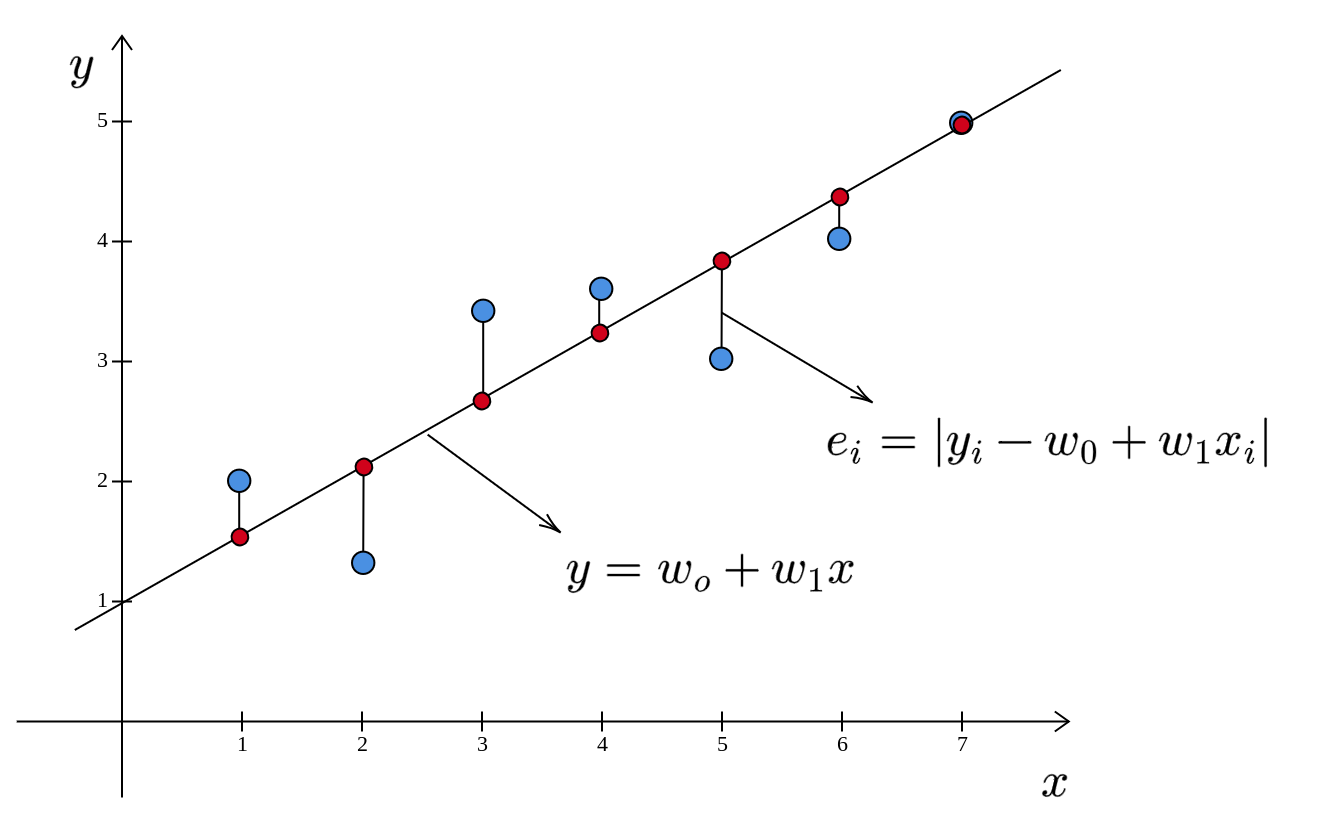 y
5
4
3
e_i = |y_i − w_0 + w_1x_i|
2
y = w_o + w_1x
1
1 2 3 4 5 6 7
x